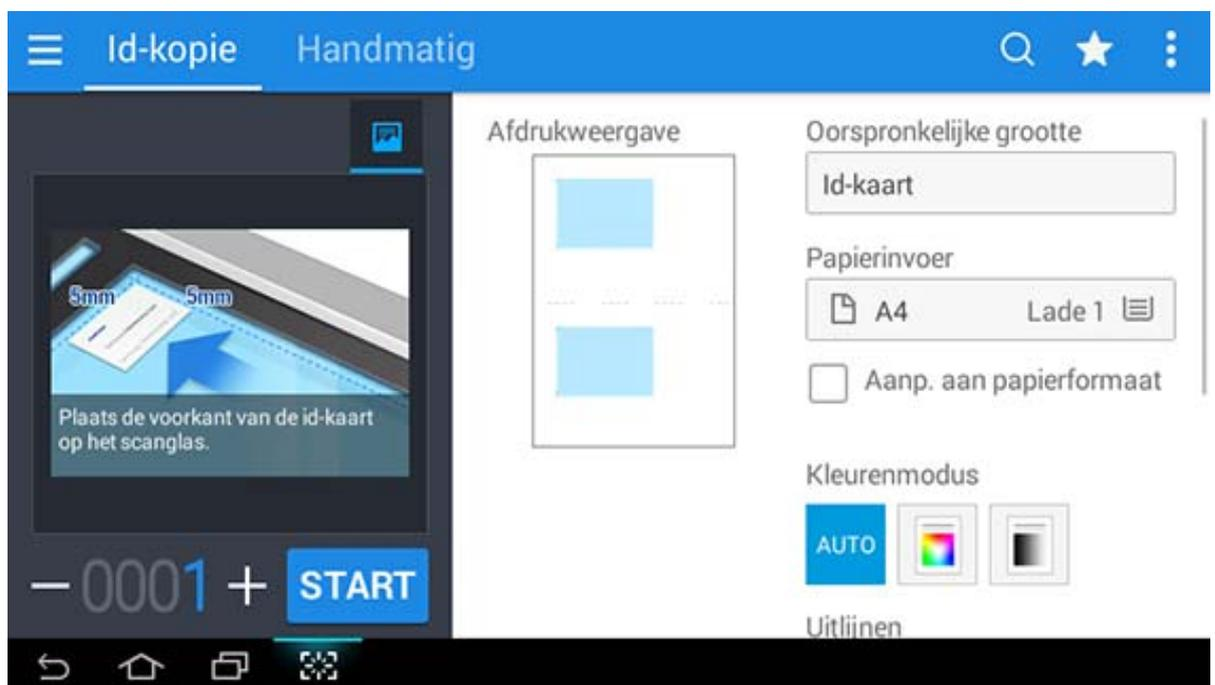 Id-kopie Handmatig
Afdrukweergave
Oorspronkelijke grootte
Id-kaart
Papierinvoer
A4 Lade 1
Aanp. aan papierformaat
Kleurenmodus
AUTO
Uitlijnen
5mm 5mm
Plaats de voorkant van de id-kaart
op het scanglas.
0001
START